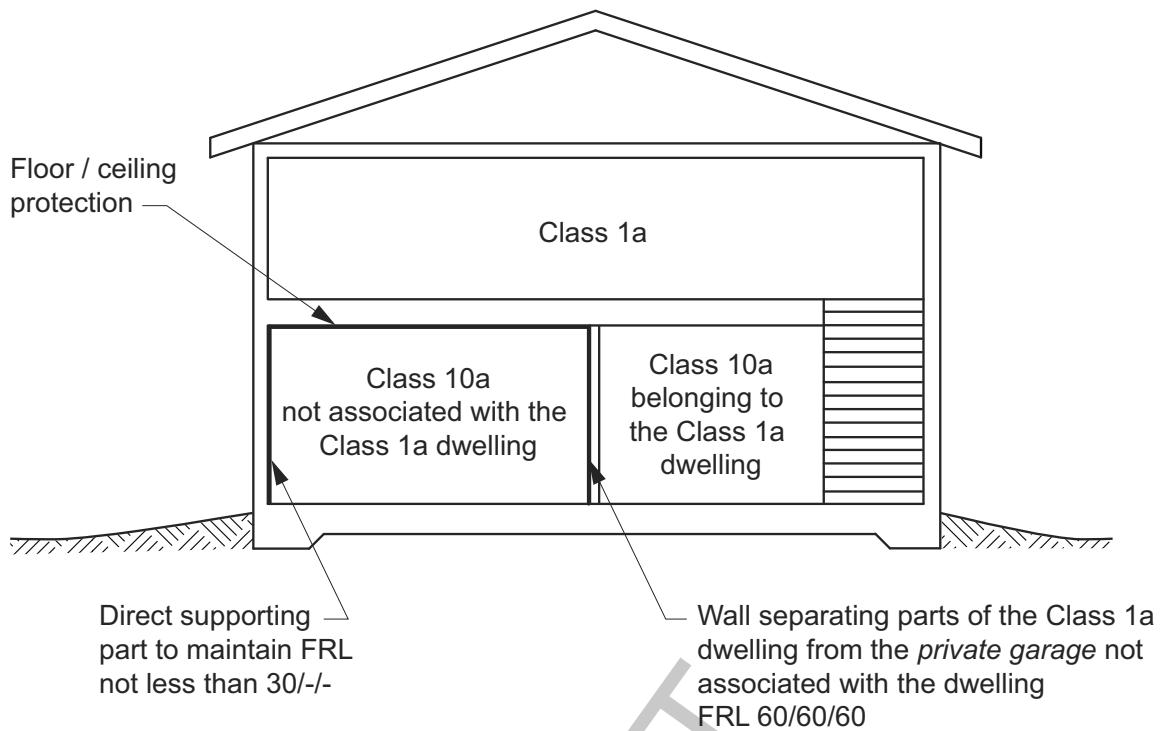 Floor / ceiling
protection
Class 1a
Class 10a
not associated with the
Class 1a dwelling
Class 10a
belonging to
the Class 1a
dwelling
Direct supporting
part to maintain FRL
not less than 30/-/-
Wall separating parts of the Class 1a
dwelling from the private garage not
associated with the dwelling
FRL 60/60/60